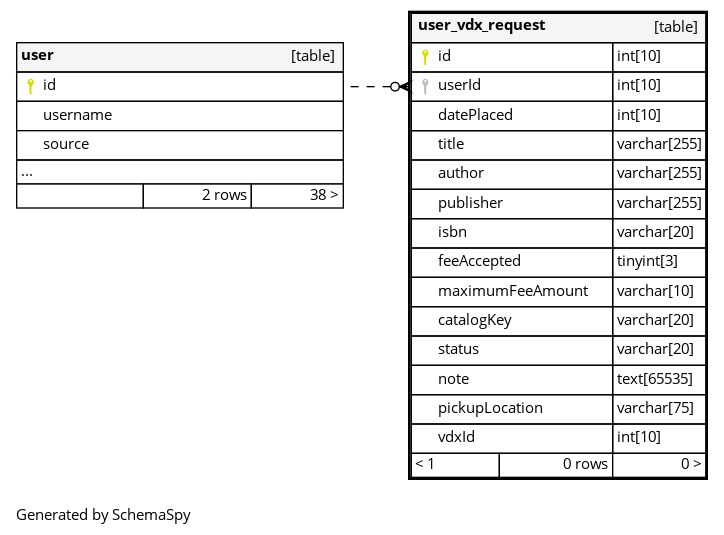 user [table]
id
username
source
...
2 rows 38 >
user_vdx_request [table]
id int[10]
userId int[10]
datePlaced int[10]
title varchar[255]
author varchar[255]
publisher varchar[255]
isbn varchar[20]
feeAccepted tinyint[3]
maximumFeeAmount varchar[10]
catalogKey varchar[20]
status varchar[20]
note text[65535]
pickupLocation varchar[75]
vdxId int[10]
< 1 0 rows 0 >
Generated by SchemaSpy